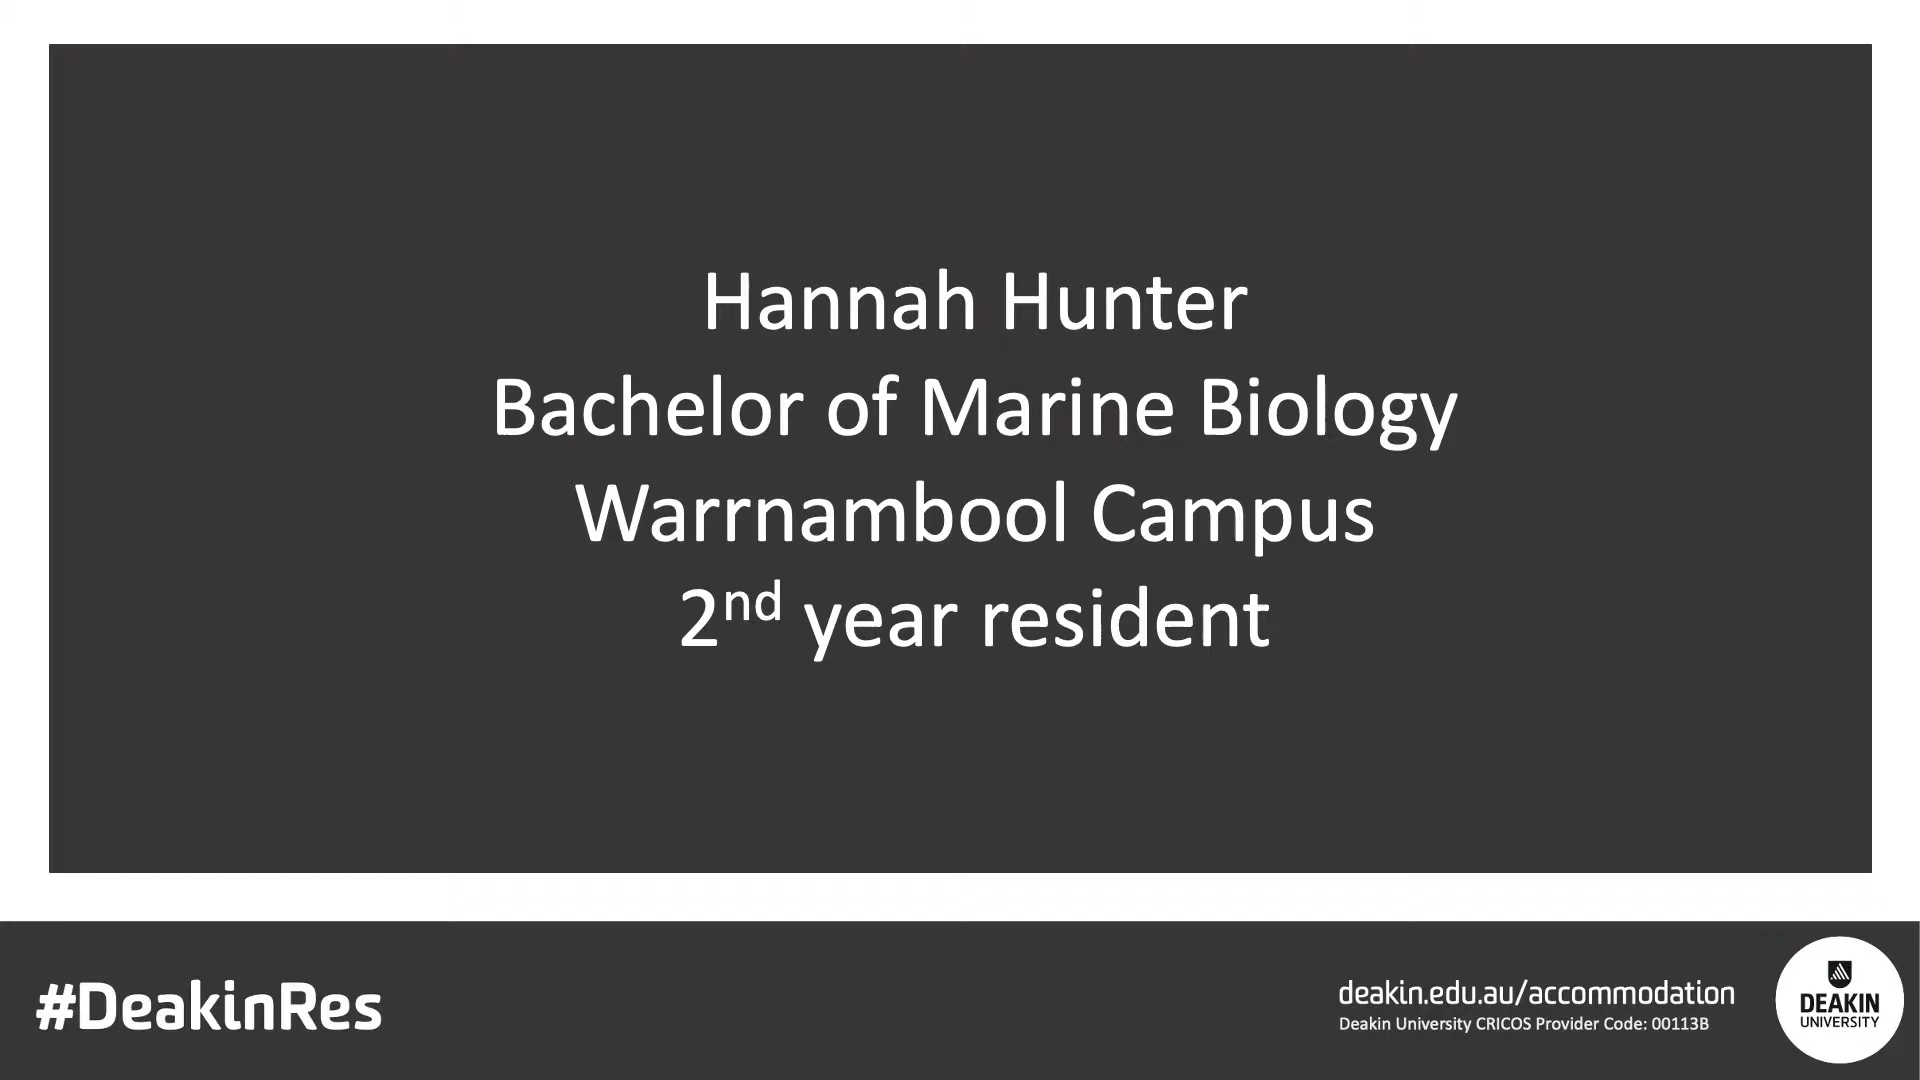 Hannah Hunter
Bachelor of Marine Biology
Warrnambool Campus
2nd year resident
#DeakinRes
deakin.edu.au/accommodation
Deakin University CRICOS Provider Code: 00113B
DEAKIN
UNIVERSITY